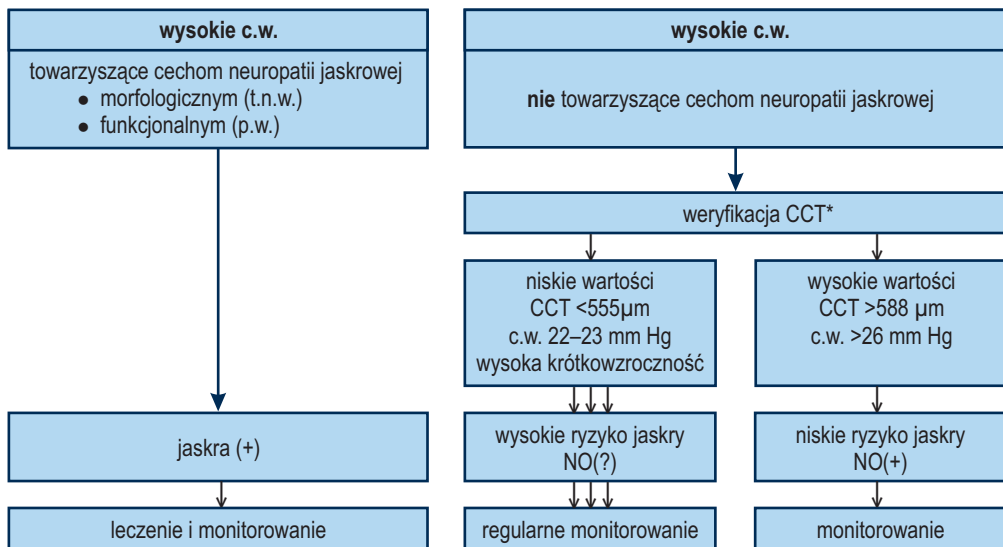 wysokie c.w.
towarzyszące cechom neuropatii jaskrowej
● morfologicznym (t.n.w.)
● funkcjonalnym (p.w.)
jaskra (+)
leczenie i monitorowanie
wysokie c.w.
nie towarzyszące cechom neuropatii jaskrowej
weryfikacja CCT*
niskie wartości
CCT <555µm
c.w. 22–23 mm Hg
wysoka krótkowzroczność
wysokie ryzyko jaskry
NO(?)
regularne monitorowanie
wysokie wartości
CCT >588 µm
c.w. >26 mm Hg
niskie ryzyko jaskry
NO(+)
monitorowanie